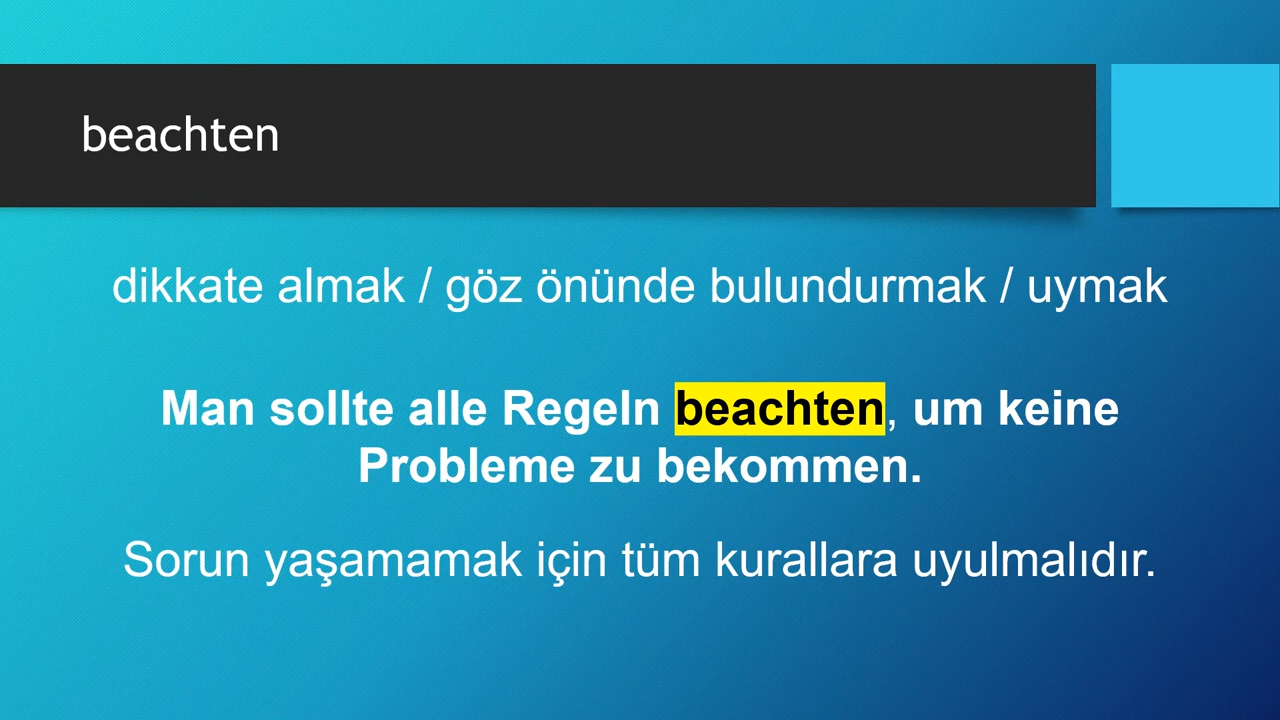 beachten
dikkate almak / göz önünde bulundurmak / uymak
Man sollte alle Regeln beachten, um keine
Probleme zu bekommen.
Sorun yaşamamak için tüm kurallara uyulmalıdır.